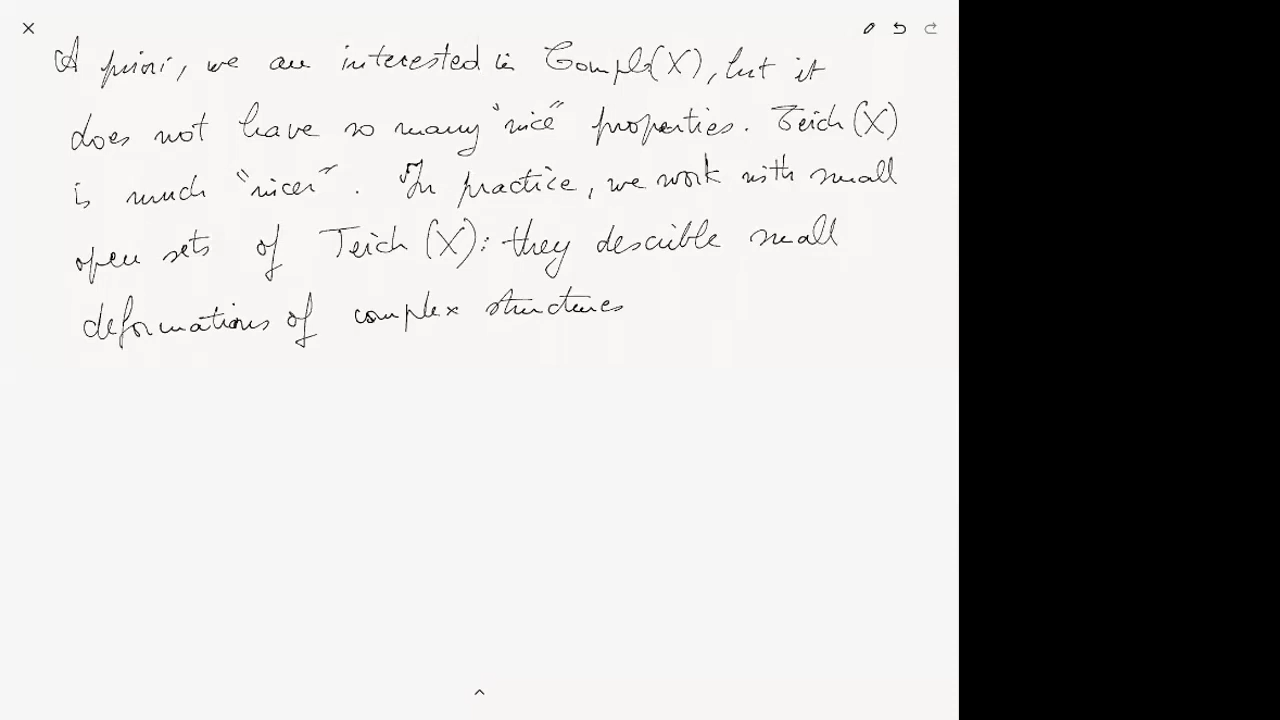 A priori, we are interested in Compl(X), but it
does not have so many "nice" properties. Teich (X)
is much "nicer". In practice, we work with small
open sets of Teich (X): they describle small
deformations of complex structures